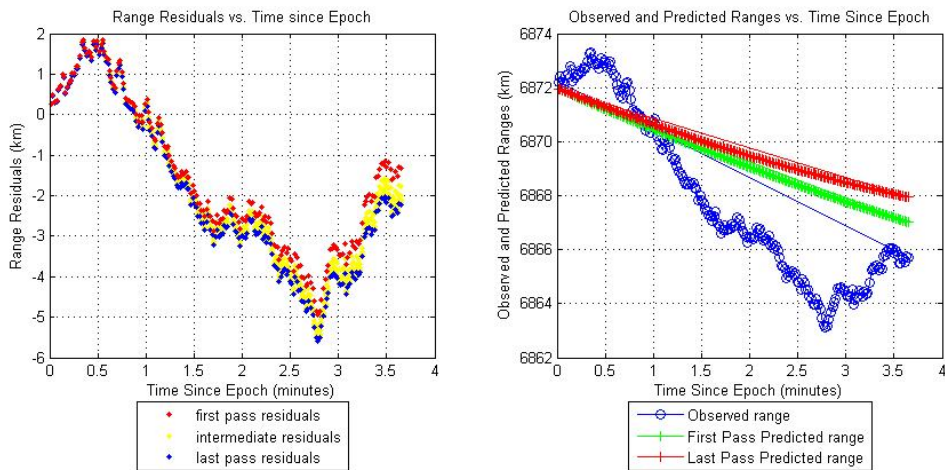 Range Residuals vs. Time since Epoch
2
1
0
-1
-2
-3
-4
-5
-6
Range Residuals (km)
0 0.5 1 1.5 2 2.5 3 3.5 4
Time Since Epoch (minutes)
first pass residuals
intermediate residuals
last pass residuals
Observed and Predicted Ranges vs. Time Since Epoch
6874
6872
6870
6868
6866
6864
6862
Observed and Predicted Ranges (km)
0 0.5 1 1.5 2 2.5 3 3.5 4
Time Since Epoch (minutes)
Observed range
First Pass Predicted range
Last Pass Predicted range